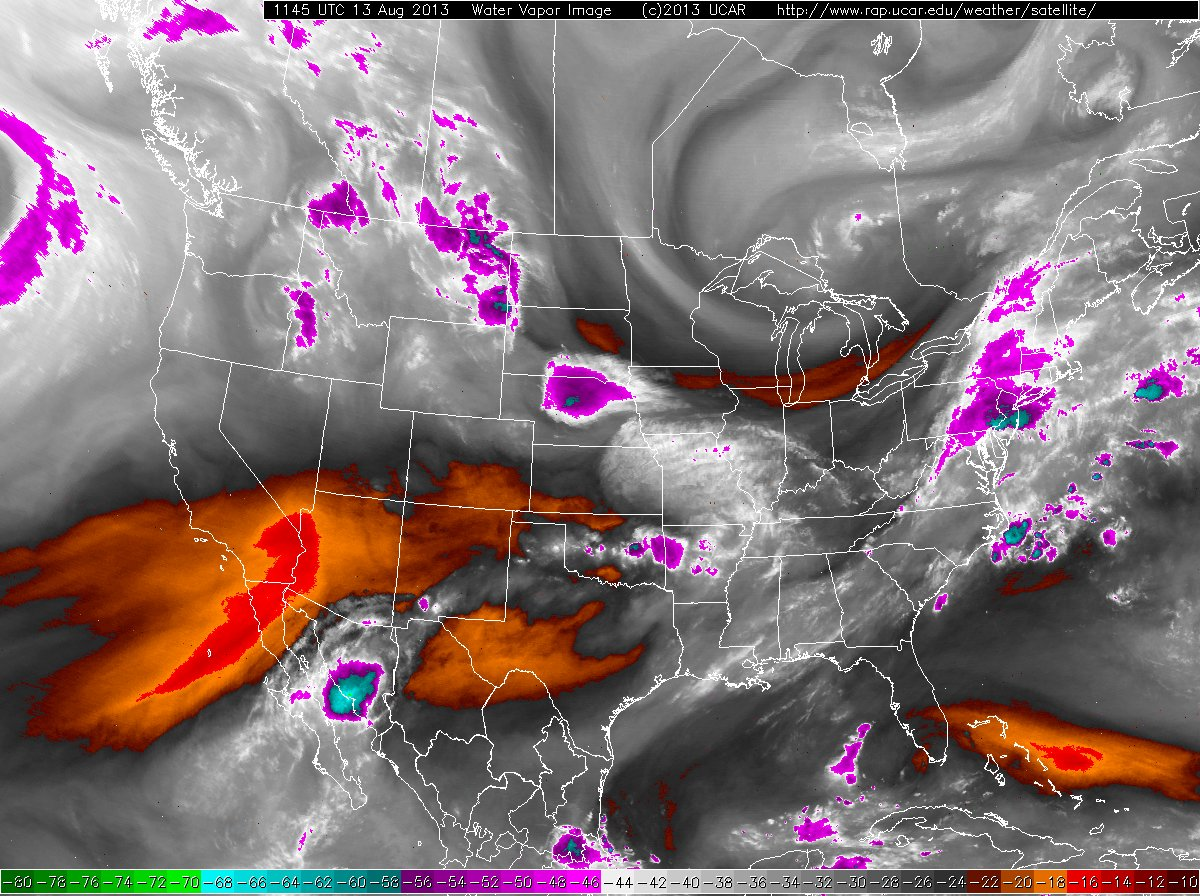 1145 UTC 13 Aug 2013 Water Vapor Image (c)2013 UCAR http://www.rap.ucar.edu/weather/satellite/
-80 -78 -76 -74 -72 -70 -68 -66 -64 -62 -60 -58 -56 -54 -52 -50 -48 -46 -44 -42 -40 -38 -36 -34 -32 -30 -28 -26 -24 -22 -20 -18 -16 -14 -12 -10